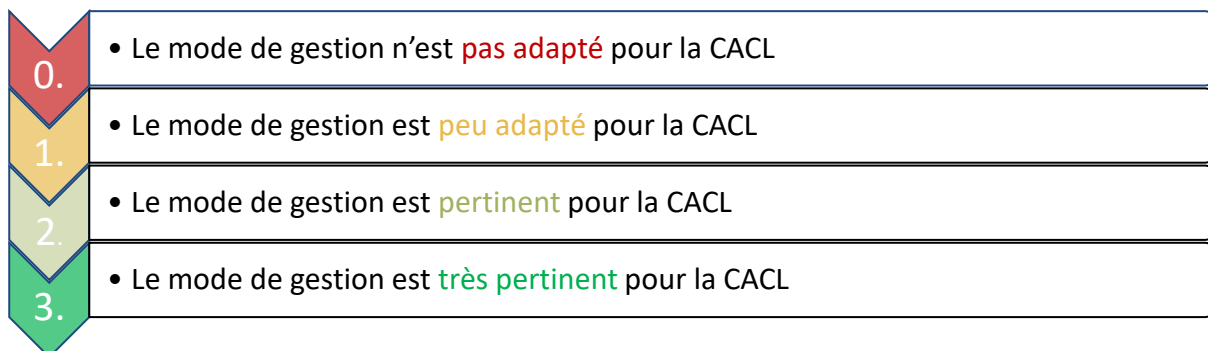 0. • Le mode de gestion n’est pas adapté pour la CACL
1. • Le mode de gestion est peu adapté pour la CACL
2. • Le mode de gestion est pertinent pour la CACL
3. • Le mode de gestion est très pertinent pour la CACL